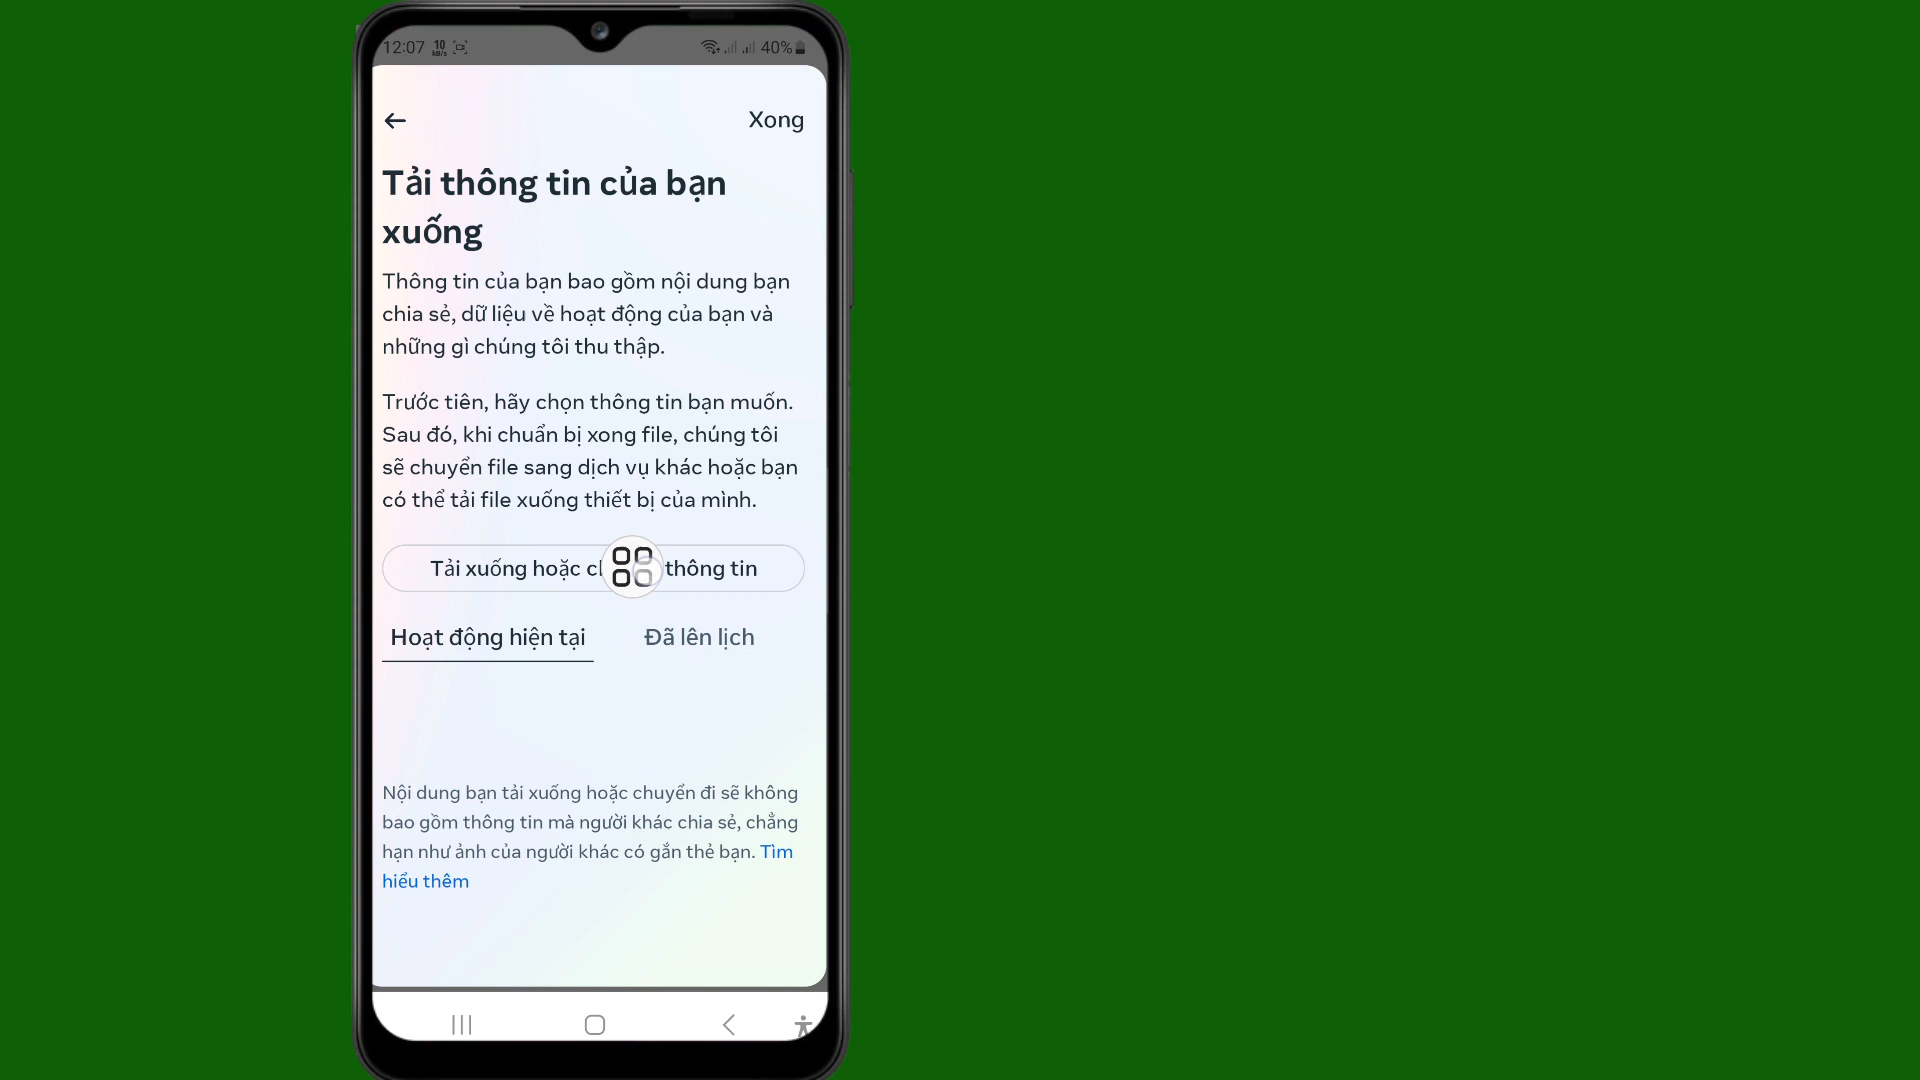 12:07 10 kB/s 40%
Xong
Tải thông tin của bạn
xuống
Thông tin của bạn bao gồm nội dung bạn
chia sẻ, dữ liệu về hoạt động của bạn và
những gì chúng tôi thu thập.
Trước tiên, hãy chọn thông tin bạn muốn.
Sau đó, khi chuẩn bị xong file, chúng tôi
sẽ chuyển file sang dịch vụ khác hoặc bạn
có thể tải file xuống thiết bị của mình.
Tải xuống hoặc thông tin
Hoạt động hiện tại Đã lên lịch
Nội dung bạn tải xuống hoặc chuyển đi sẽ không
bao gồm thông tin mà người khác chia sẻ, chẳng
hạn như ảnh của người khác có gắn thẻ bạn. Tìm
hiểu thêm